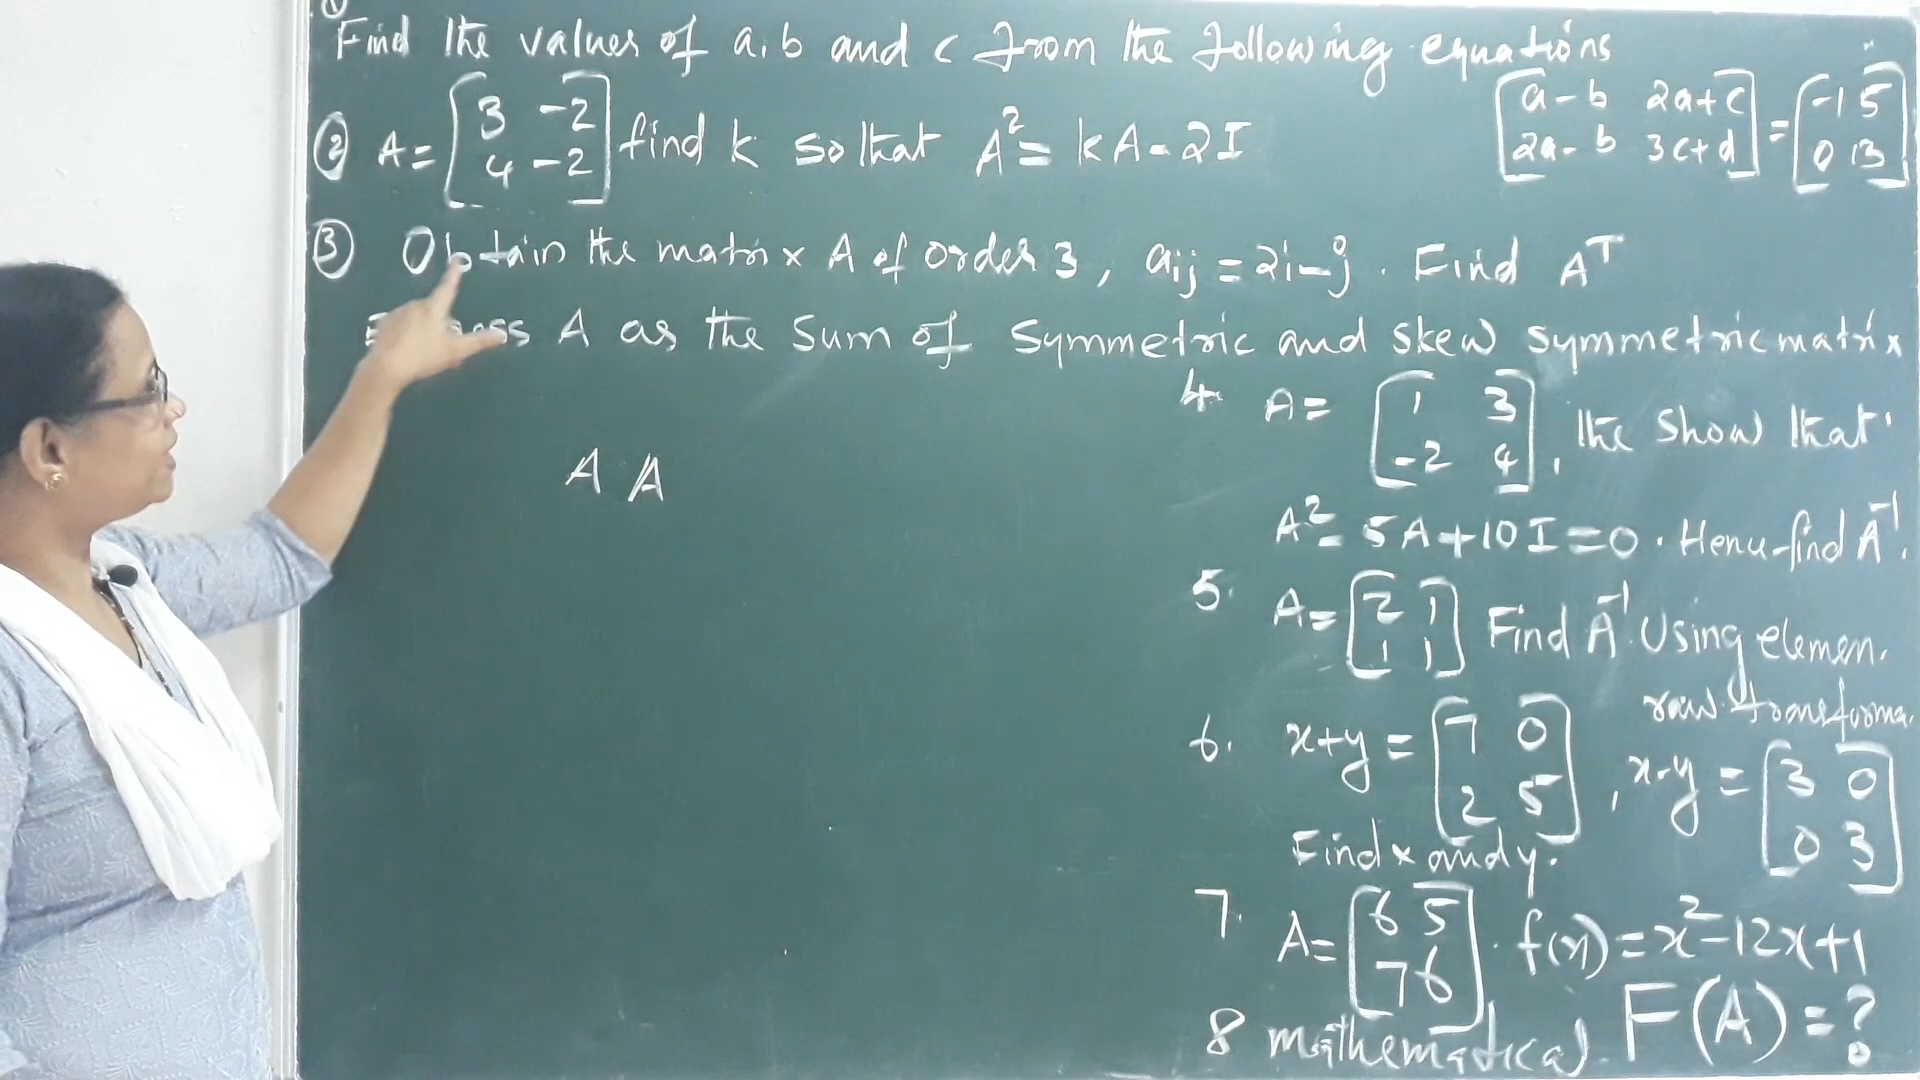 ①
Find the values of a,b and c from the following equations
[a-b 2a+c
2a-b 3c+d] = [-1 5
0 13]
② A = [3 -2
4 -2] find k so that A² = kA - 2I
③ Obtain the matrix A of order 3, aij = 2i-j. Find Aᵀ
A as the Sum of Symmetric and skew symmetric matrix
A A
4. A = [1 3
-2 4], the show that
A² - 5A + 10I = 0. Hence find A⁻¹.
5. A = [2 1
1 1] Find A⁻¹ Using elemen.
raw transforma.
6. x+y = [7 0
2 5], x-y = [3 0
0 3]
Find x and y.
7. A = [6 5
7 6]. f(x) = x² - 12x + 1
F(A) = ?
8 mathematical.